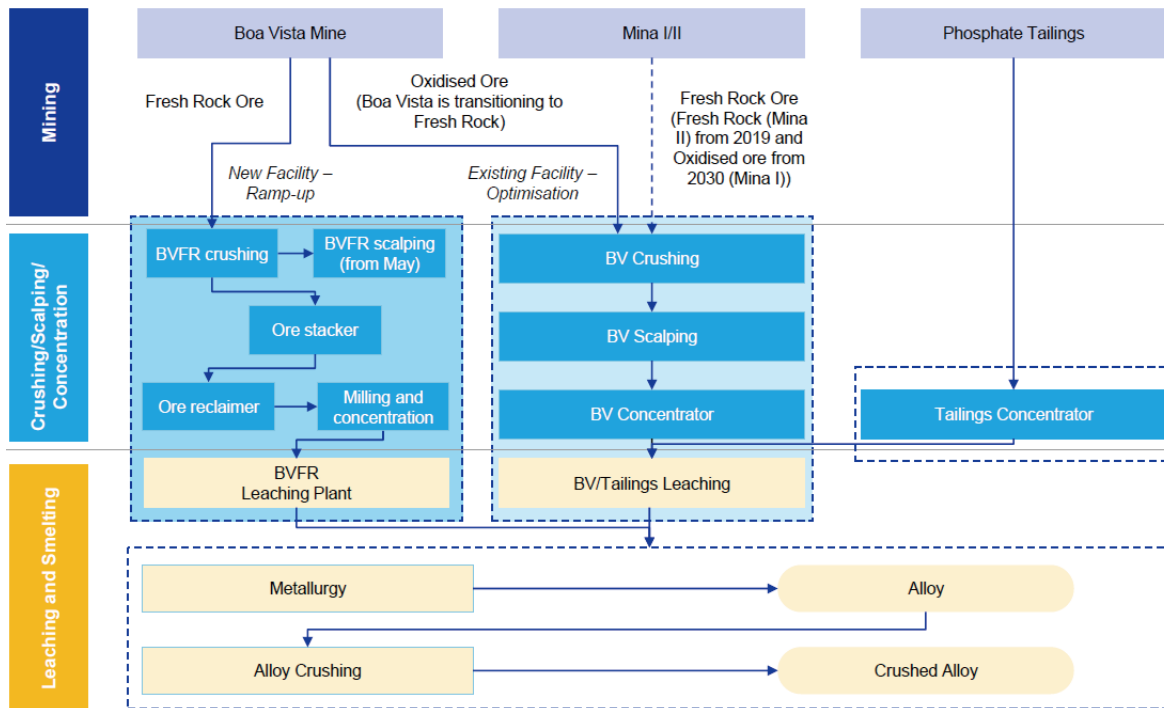 Mining
Boa Vista Mine
Mina I/II
Phosphate Tailings
Fresh Rock Ore
Oxidised Ore
(Boa Vista is transitioning to
Fresh Rock)
Fresh Rock Ore
(Fresh Rock (Mina
II) from 2019 and
Oxidised ore from
2030 (Mina I))
New Facility –
Ramp-up
Existing Facility –
Optimisation
Crushing/Scalping/
Concentration
BVFR crushing
BVFR scalping
(from May)
Ore stacker
Ore reclaimer
Milling and
concentration
BV Crushing
BV Scalping
BV Concentrator
Tailings Concentrator
Leaching and Smelting
BVFR
Leaching Plant
BV/Tailings Leaching
Metallurgy
Alloy
Alloy Crushing
Crushed Alloy